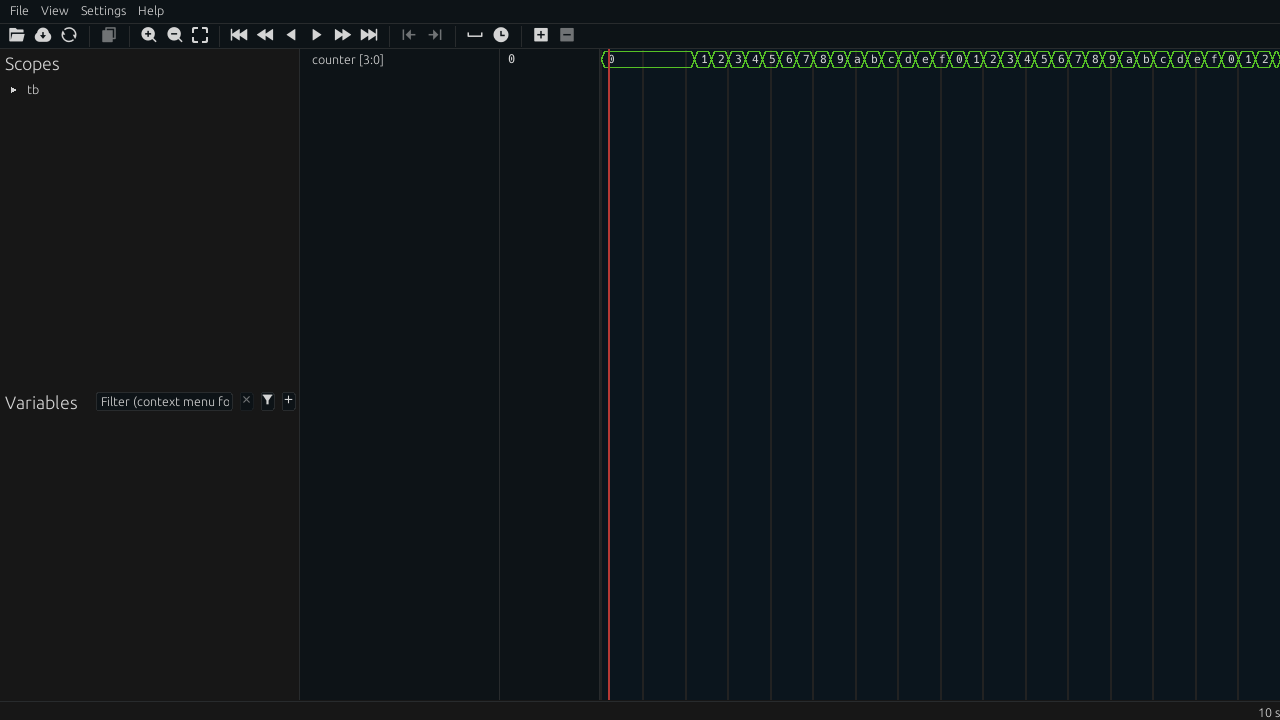 File View Settings Help
Scopes
counter [3:0]
0
0 1 2 3 4 5 6 7 8 9 a b c d e f 0 1 2 3 4 5 6 7 8 9 a b c d e f 0 1 2
tb
Variables
Filter (context menu fo
10 s